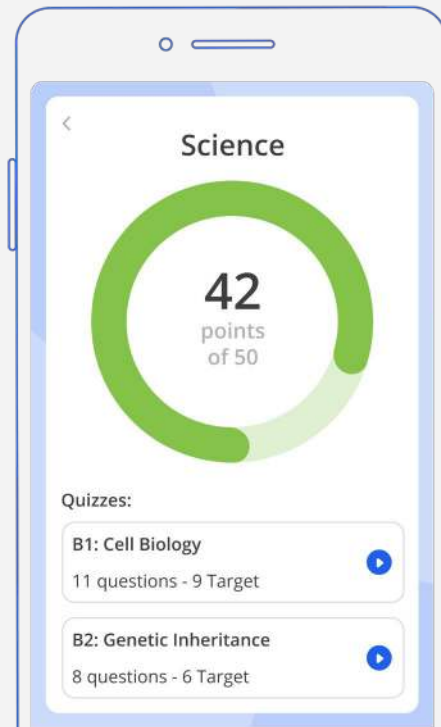 Science
42
points
of 50
Quizzes:
B1: Cell Biology
11 questions - 9 Target
B2: Genetic Inheritance
8 questions - 6 Target